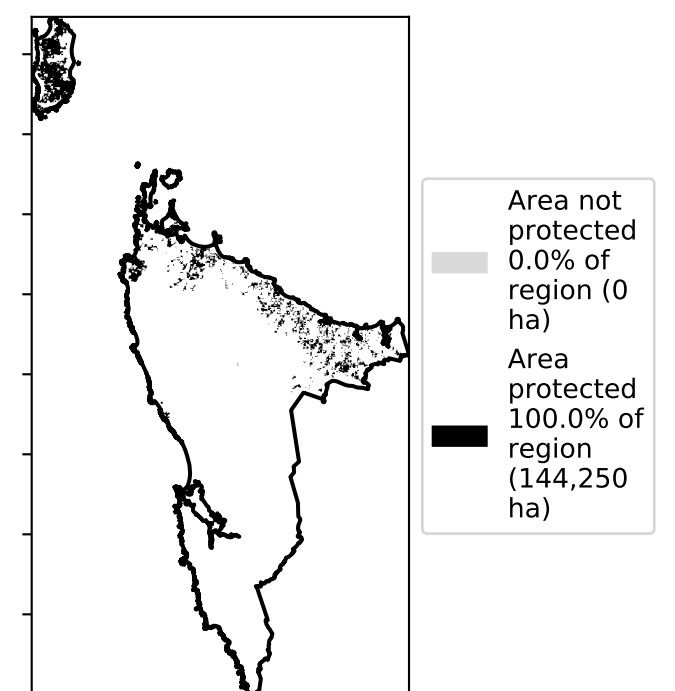 Area not
protected
0.0% of
region (0
ha)
Area
protected
100.0% of
region
(144,250
ha)